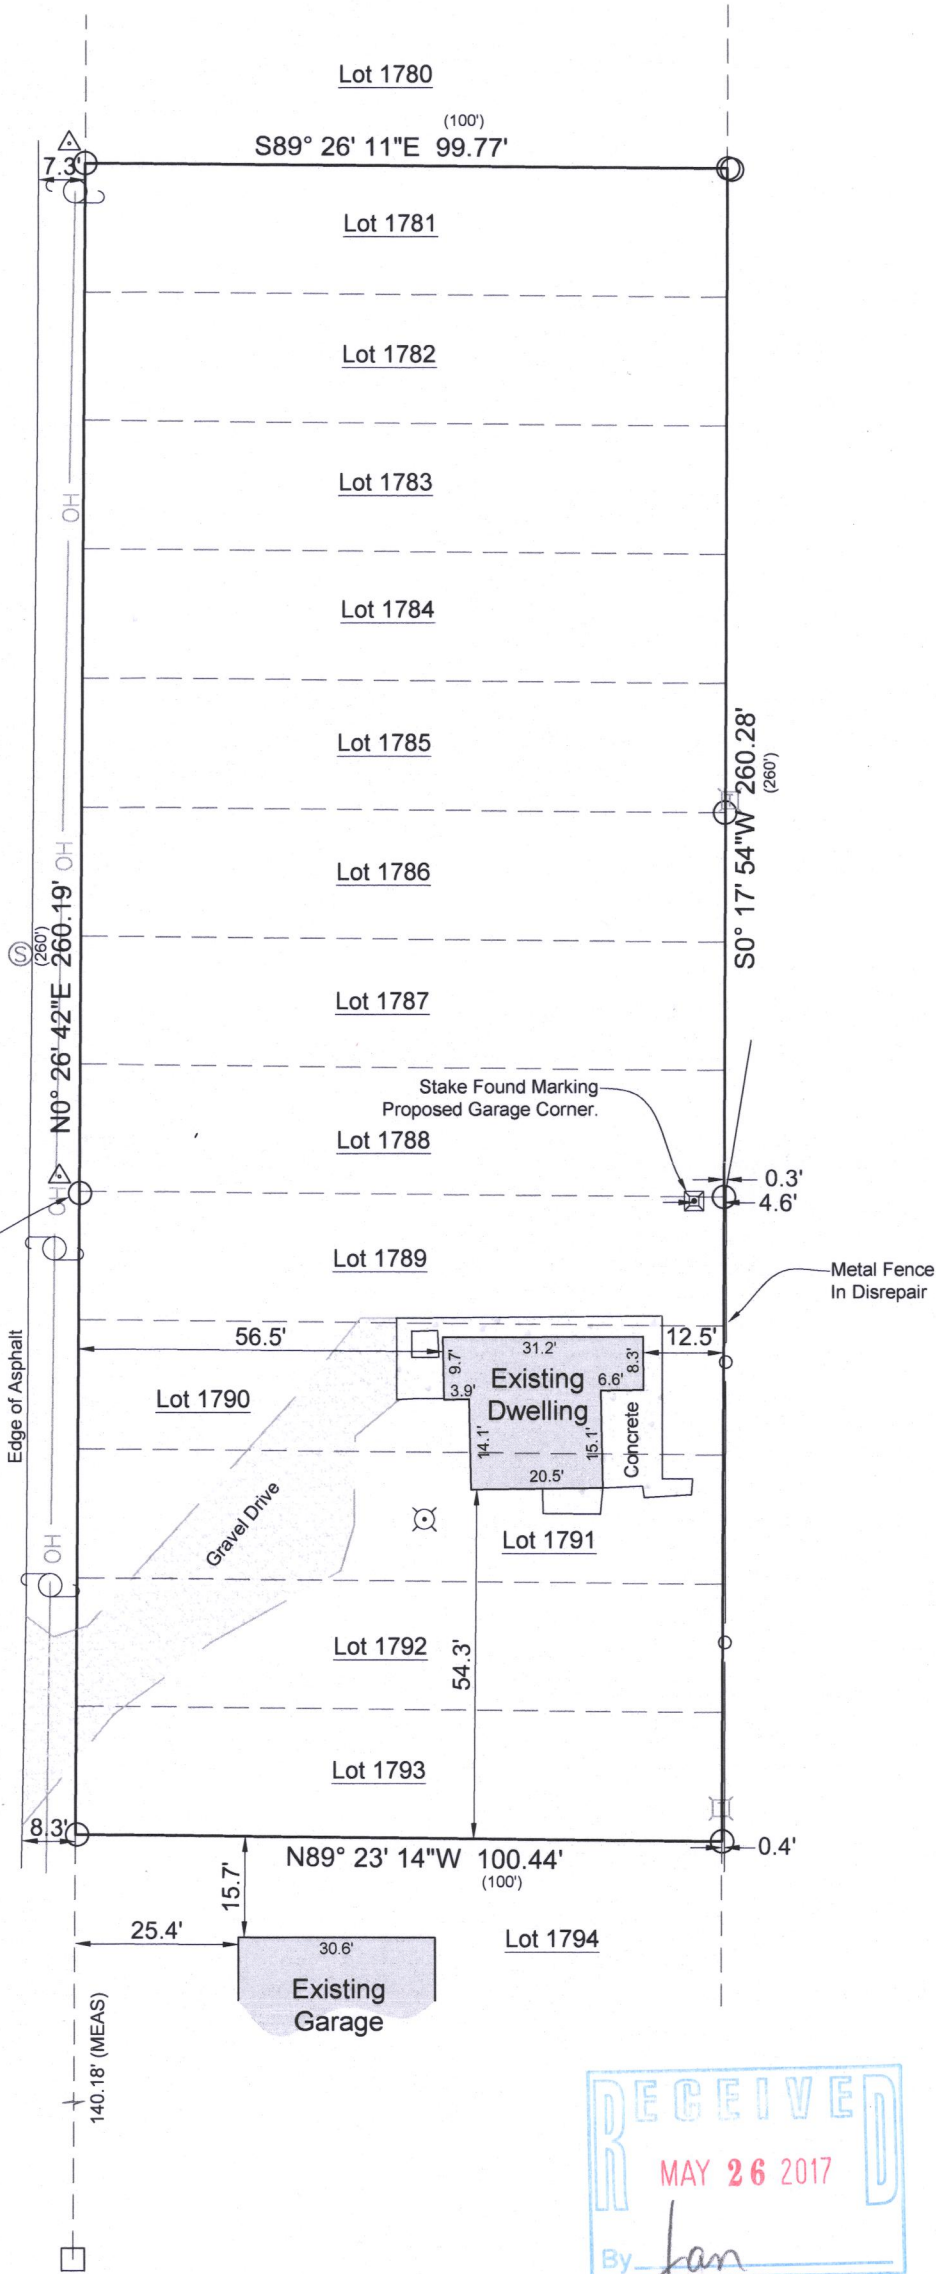 Lot 1780
(100')
S89° 26' 11"E 99.77'
7.3'
Lot 1781
Lot 1782
OH
Lot 1783
Lot 1784
Lot 1785
S0° 17' 54"W 260.28'
(260')
OH
Lot 1786
S
N0° 26' 42"E 260.19'
(260')
Lot 1787
Stake Found Marking
Proposed Garage Corner.
Lot 1788
0.3'
4.6'
OH
Lot 1789
Metal Fence
In Disrepair
Edge of Asphalt
56.5'
31.2'
12.5'
9.7'
8.3'
Existing
Dwelling
3.9'
6.6'
Lot 1790
14.1'
15.1'
Concrete
20.5'
Gravel Drive
Lot 1791
OH
Lot 1792
54.3'
Lot 1793
8.3'
0.4'
N89° 23' 14"W 100.44'
(100')
15.7'
25.4'
Lot 1794
30.6'
Existing
Garage
140.18' (MEAS)
RECEIVED
MAY 26 2017
By Jan